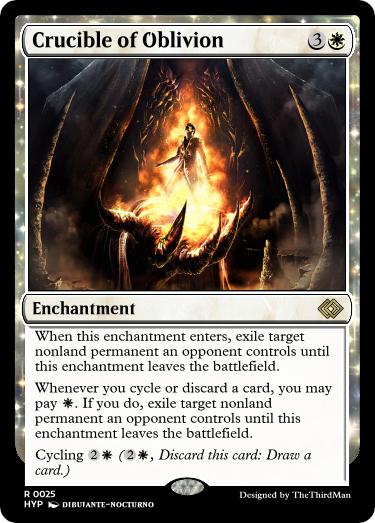 Crucible of Oblivion 3
Enchantment
When this enchantment enters, exile target
nonland permanent an opponent controls until
this enchantment leaves the battlefield.
Whenever you cycle or discard a card, you may
pay . If you do, exile target nonland
permanent an opponent controls until this
enchantment leaves the battlefield.
Cycling 2 (2, Discard this card: Draw a
card.)
R 0025
HYP DIBUJANTE-NOCTURNO
Designed by TheThirdMan